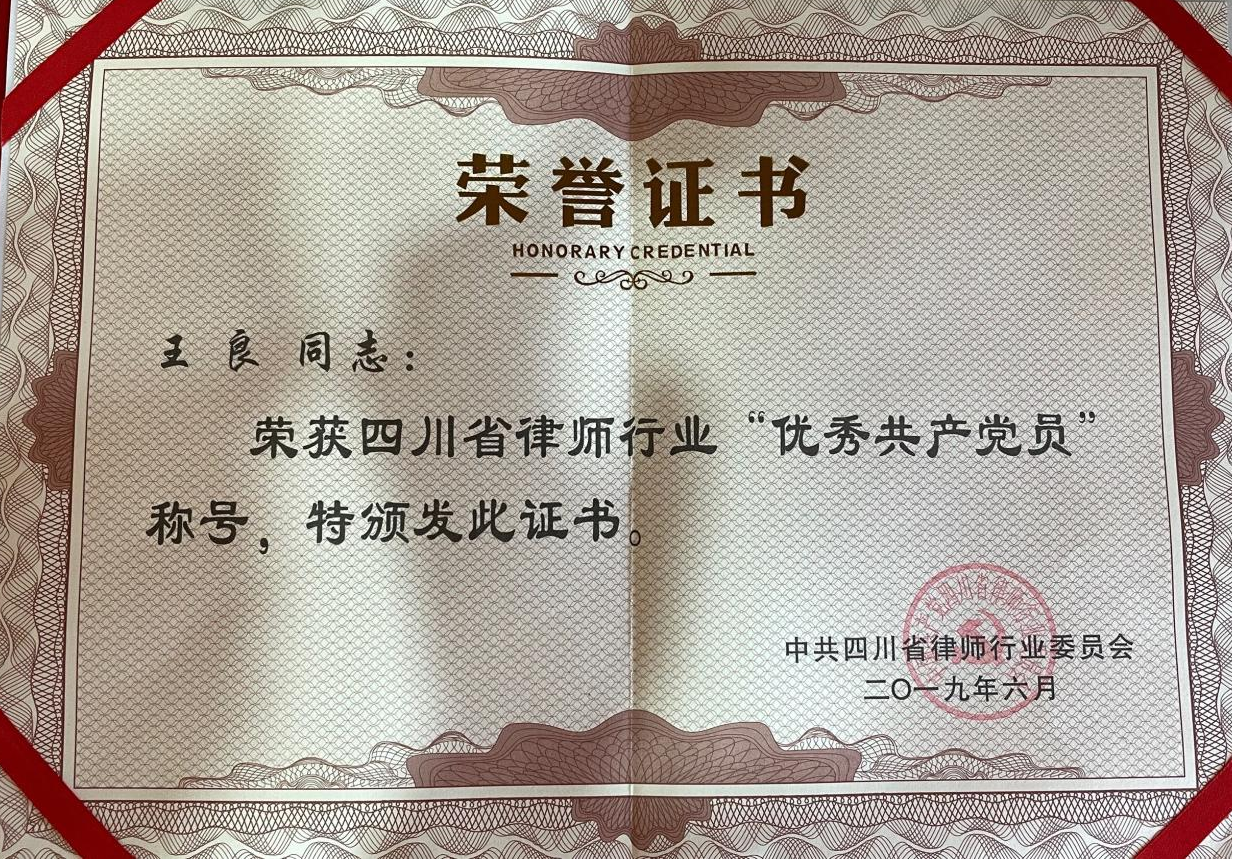 荣誉证书
HONORARY CREDENTIAL
王良 同志：
荣获四川省律师行业“优秀共产党员”
称号，特颁发此证书。
中共四川省律师行业委员会
二〇一九年六月